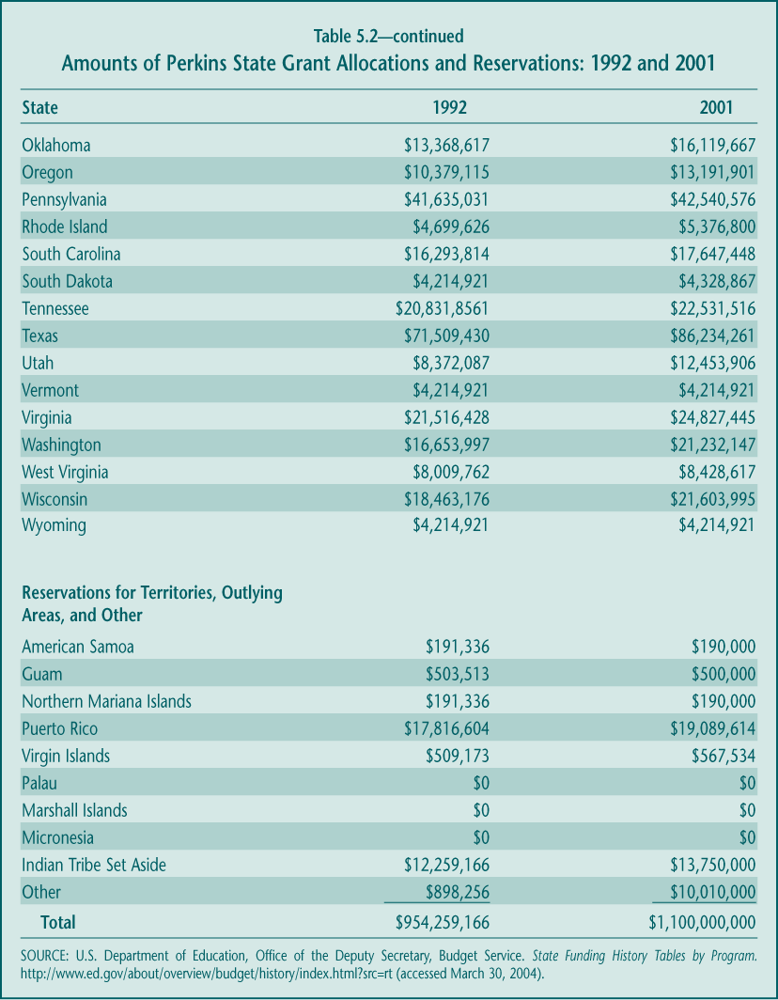 Table 5.2—continued
Amounts of Perkins State Grant Allocations and Reservations: 1992 and 2001
State 1992 2001
Oklahoma $13,368,617 $16,119,667
Oregon $10,379,115 $13,191,901
Pennsylvania $41,635,031 $42,540,576
Rhode Island $4,699,626 $5,376,800
South Carolina $16,293,814 $17,647,448
South Dakota $4,214,921 $4,328,867
Tennessee $20,831,8561 $22,531,516
Texas $71,509,430 $86,234,261
Utah $8,372,087 $12,453,906
Vermont $4,214,921 $4,214,921
Virginia $21,516,428 $24,827,445
Washington $16,653,997 $21,232,147
West Virginia $8,009,762 $8,428,617
Wisconsin $18,463,176 $21,603,995
Wyoming $4,214,921 $4,214,921
Reservations for Territories, Outlying
Areas, and Other
American Samoa $191,336 $190,000
Guam $503,513 $500,000
Northern Mariana Islands $191,336 $190,000
Puerto Rico $17,816,604 $19,089,614
Virgin Islands $509,173 $567,534
Palau $0 $0
Marshall Islands $0 $0
Micronesia $0 $0
Indian Tribe Set Aside $12,259,166 $13,750,000
Other $898,256 $10,010,000
Total $954,259,166 $1,100,000,000
SOURCE: U.S. Department of Education, Office of the Deputy Secretary, Budget Service. State Funding History Tables by Program.
http://www.ed.gov/about/overview/budget/history/index.html?src=rt (accessed March 30, 2004).